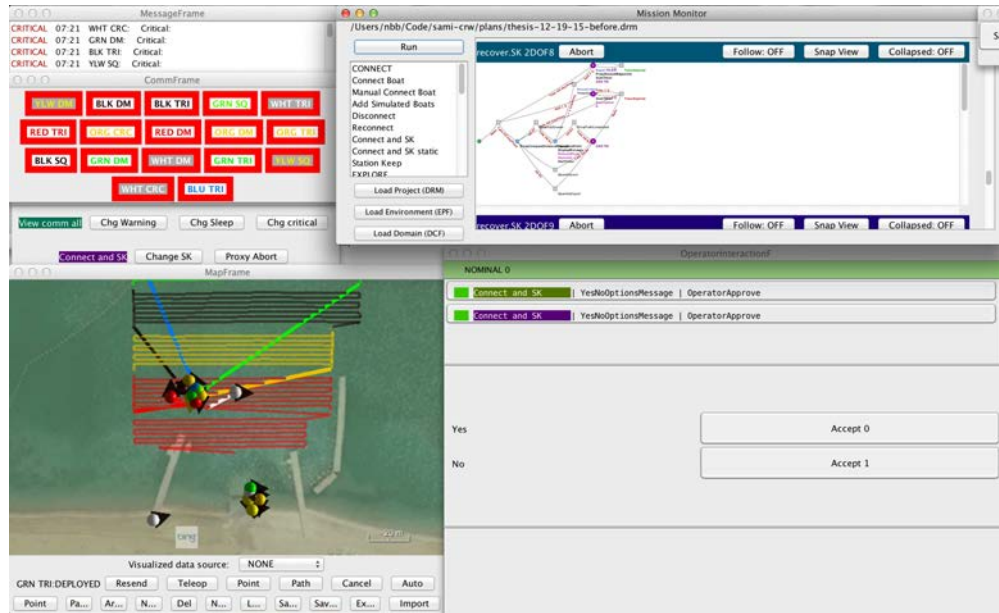 MessageFrame
CRITICAL 07:21 WHT CRC: Critical:
CRITICAL 07:21 GRN DM: Critical:
CRITICAL 07:21 BLK TRI: Critical:
CRITICAL 07:21 YLW SQ: Critical:
CommFrame
YLW DM BLK DM BLK TRI GRN SQ WHT TRI
RED TRI ORG CRC RED DM ORG DM ORG TRI
BLK SQ GRN DM WHT DM GRN TRI YLW SQ
WHT CRC BLU TRI
View comm all Chg Warning Chg Sleep Chg critical
Connect and SK Change SK Proxy Abort
Mission Monitor
/Users/nbb/Code/sami-crw/plans/thesis-12-19-15-before.drm
Run
CONNECT
Connect Boat
Manual Connect Boat
Add Simulated Boats
Disconnect
Reconnect
Connect and SK
Connect and SK static
Station Keep
EXPLORE
Load Project (DRM)
Load Environment (EPF)
Load Domain (DCF)
recover.SK 2DOF8 Abort Follow: OFF Snap View Collapsed: OFF
recover.SK 2DOF9 Abort Follow: OFF Snap View Collapsed: OFF
MapFrame
bing
Visualized data source: NONE
GRN TRI:DEPLOYED Resend Teleop Point Path Cancel Auto
Point Pa... Ar... N... Del N... L... Sa... Sav... Ex... Import
OperatorInteractionF
NOMINAL 0
Connect and SK | YesNoOptionsMessage | OperatorApprove
Connect and SK | YesNoOptionsMessage | OperatorApprove
Yes Accept 0
No Accept 1